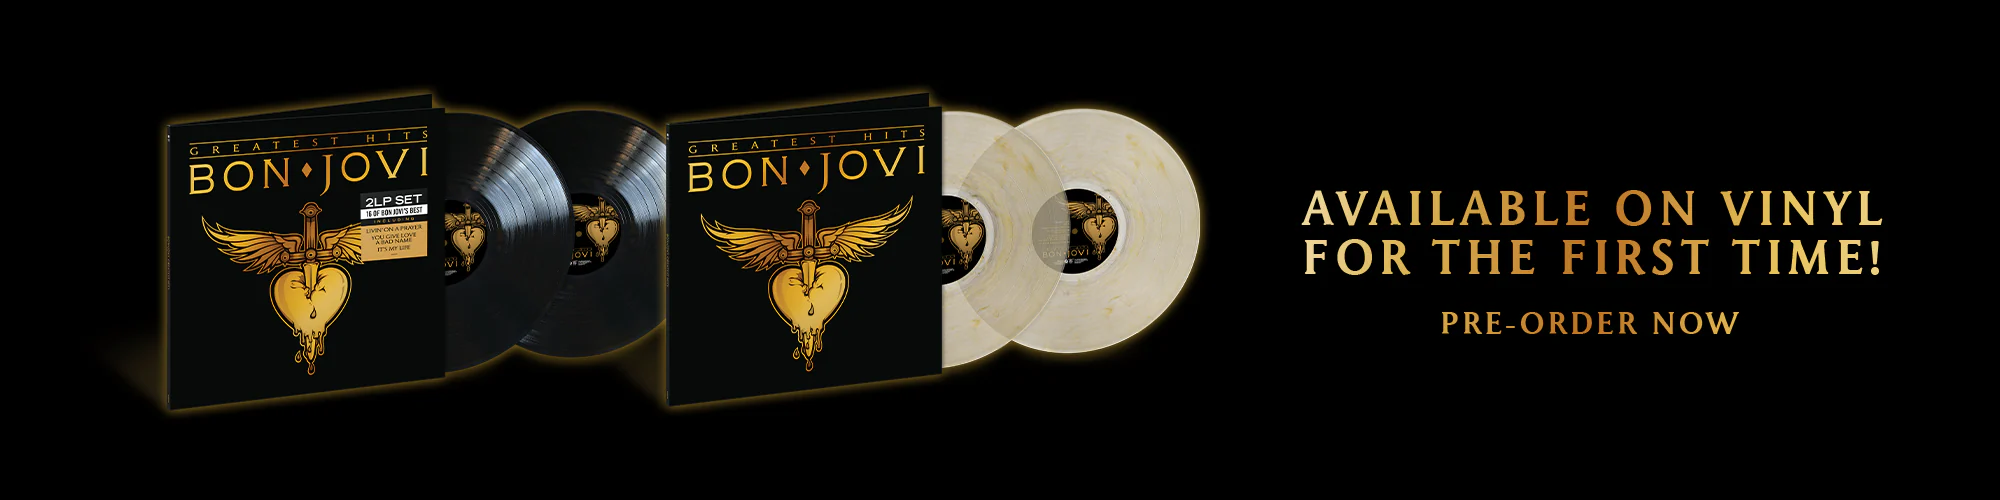 GREATEST HITS
BON♦JOVI
2LP SET
16 OF BON JOVI'S BEST
INCLUDING
LIVIN' ON A PRAYER
YOU GIVE LOVE
A BAD NAME
IT'S MY LIFE
GREATEST HITS
BON♦JOVI
AVAILABLE ON VINYL
FOR THE FIRST TIME!
PRE-ORDER NOW